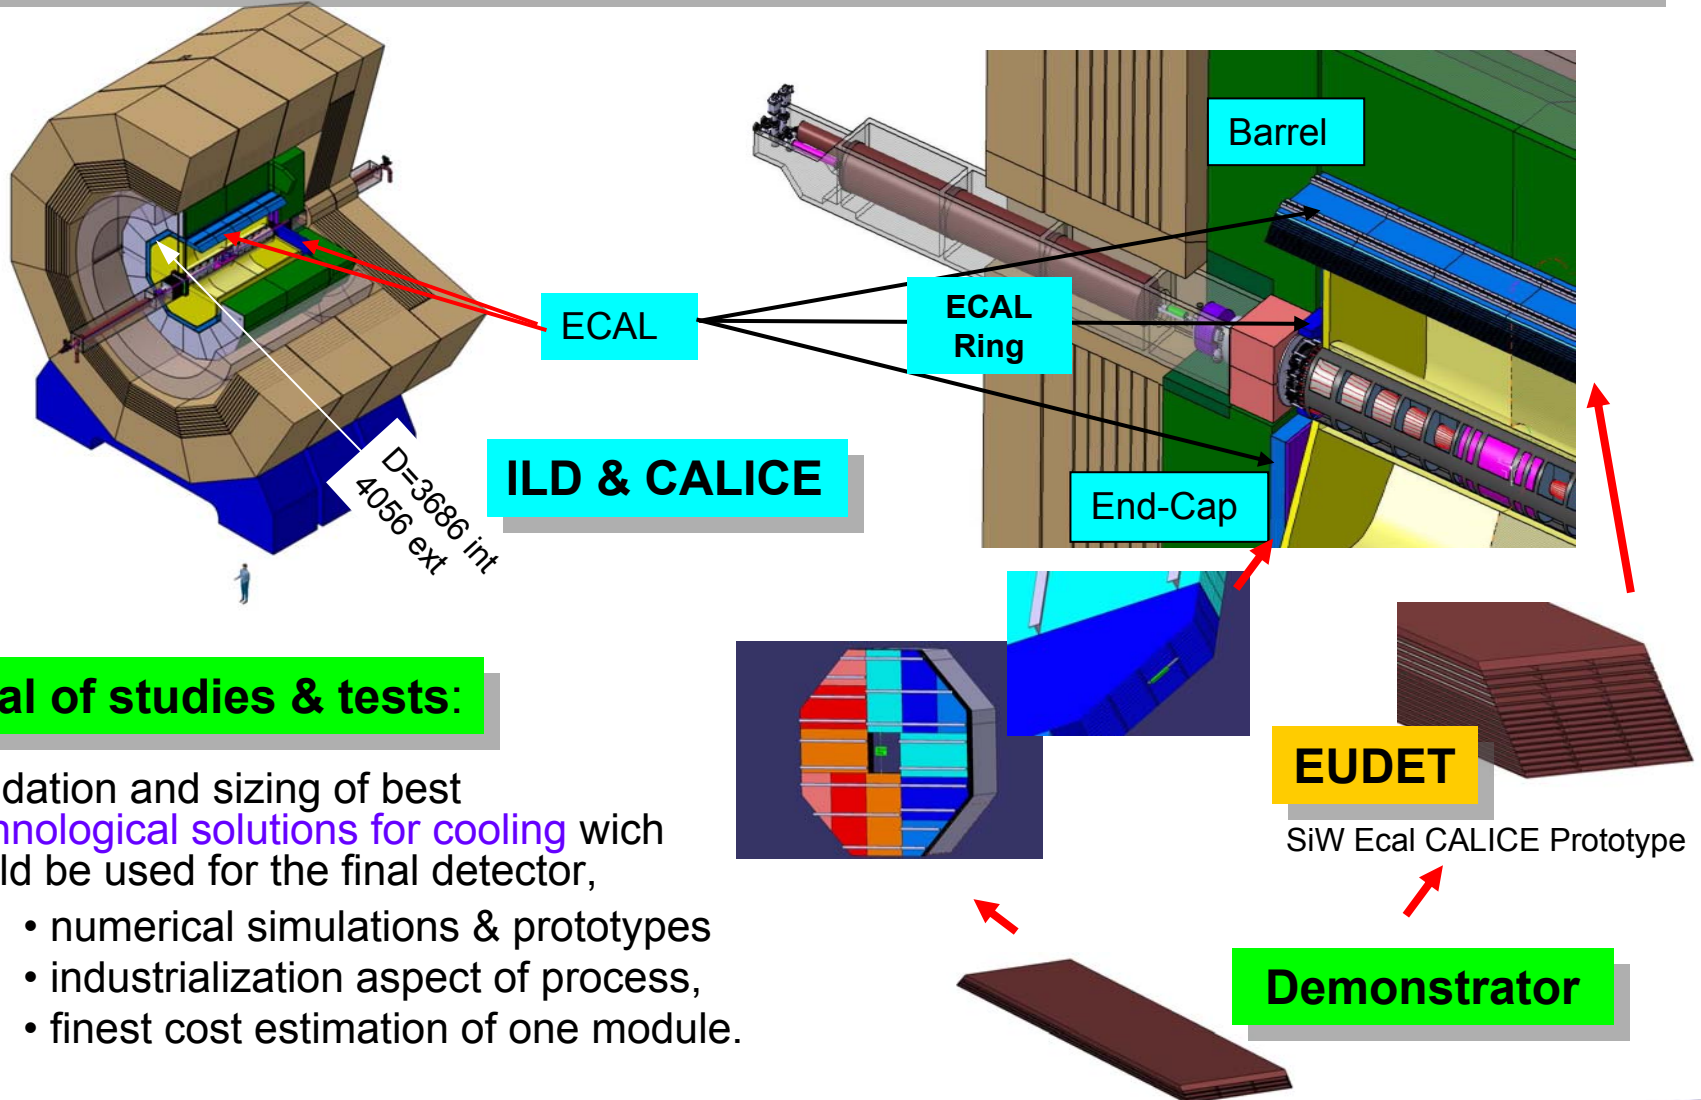 Barrel
ECAL
ECAL
Ring
D=3686 int
4056 ext
ILD & CALICE
End-Cap
al of studies & tests:
dation and sizing of best
hnological solutions for cooling wich
ld be used for the final detector,
• numerical simulations & prototypes
• industrialization aspect of process,
• finest cost estimation of one module.
EUDET
SiW Ecal CALICE Prototype
Demonstrator